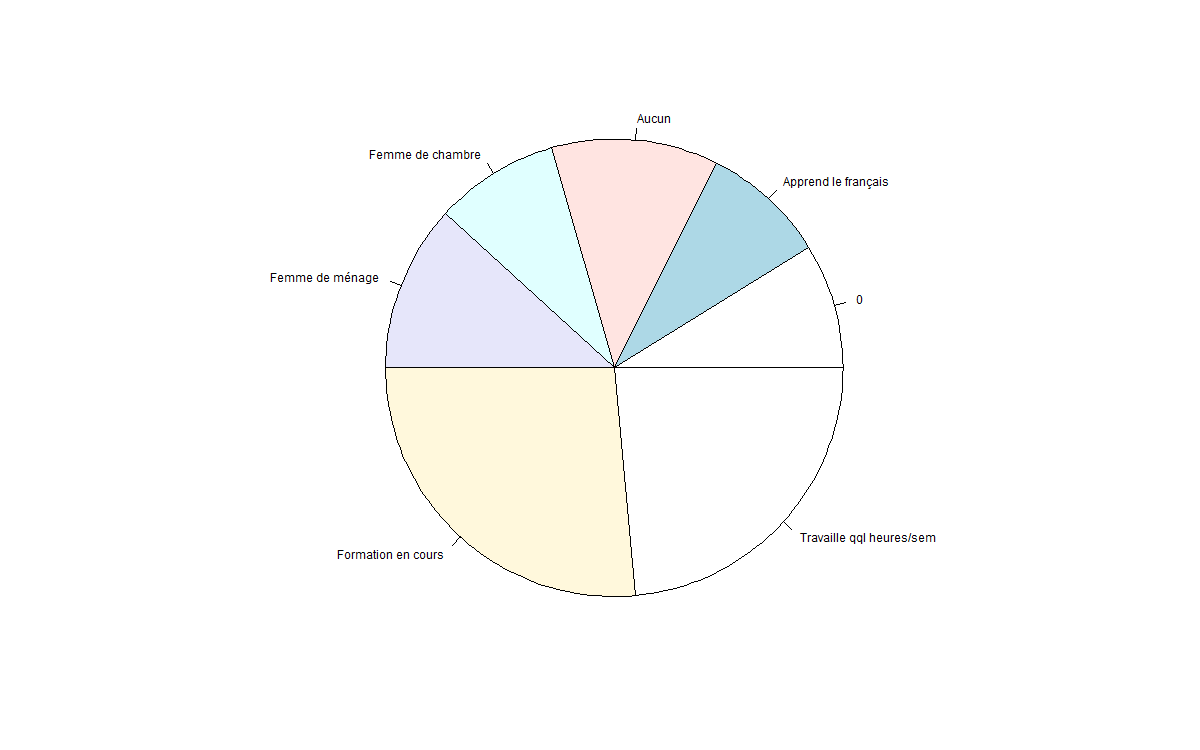 Aucun
Femme de chambre
Apprend le français
Femme de ménage
0
Travaille qql heures/sem
Formation en cours